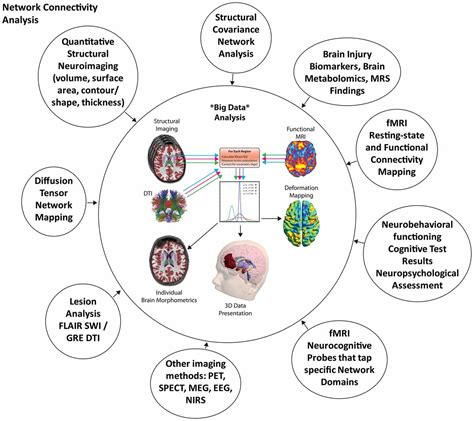 Network Connectivity
Analysis
Structural
Covariance
Network
Analysis
Quantitative
Structural
Neuroimaging
(volume, surface
area, contour/
shape, thickness)
Brain Injury
Biomarkers, Brain
Metabolomics, MRS
Findings
*Big Data*
Analysis
Structural
Imaging
For Each Region
Functional
MRI
fMRI
Resting-state
and Functional
Connectivity
Mapping
DTI
Deformation
Mapping
Diffusion
Tensor
Network
Mapping
Neurobehavioral
functioning
Cognitive Test
Results
Neuropsychological
Assessment
Individual
Brain Morphometrics
3D Data
Presentation
Lesion
Analysis
FLAIR SWI /
GRE DTI
fMRI
Neurocognitive
Probes that tap
specific Network
Domains
Other imaging
methods: PET,
SPECT, MEG, EEG,
NIRS